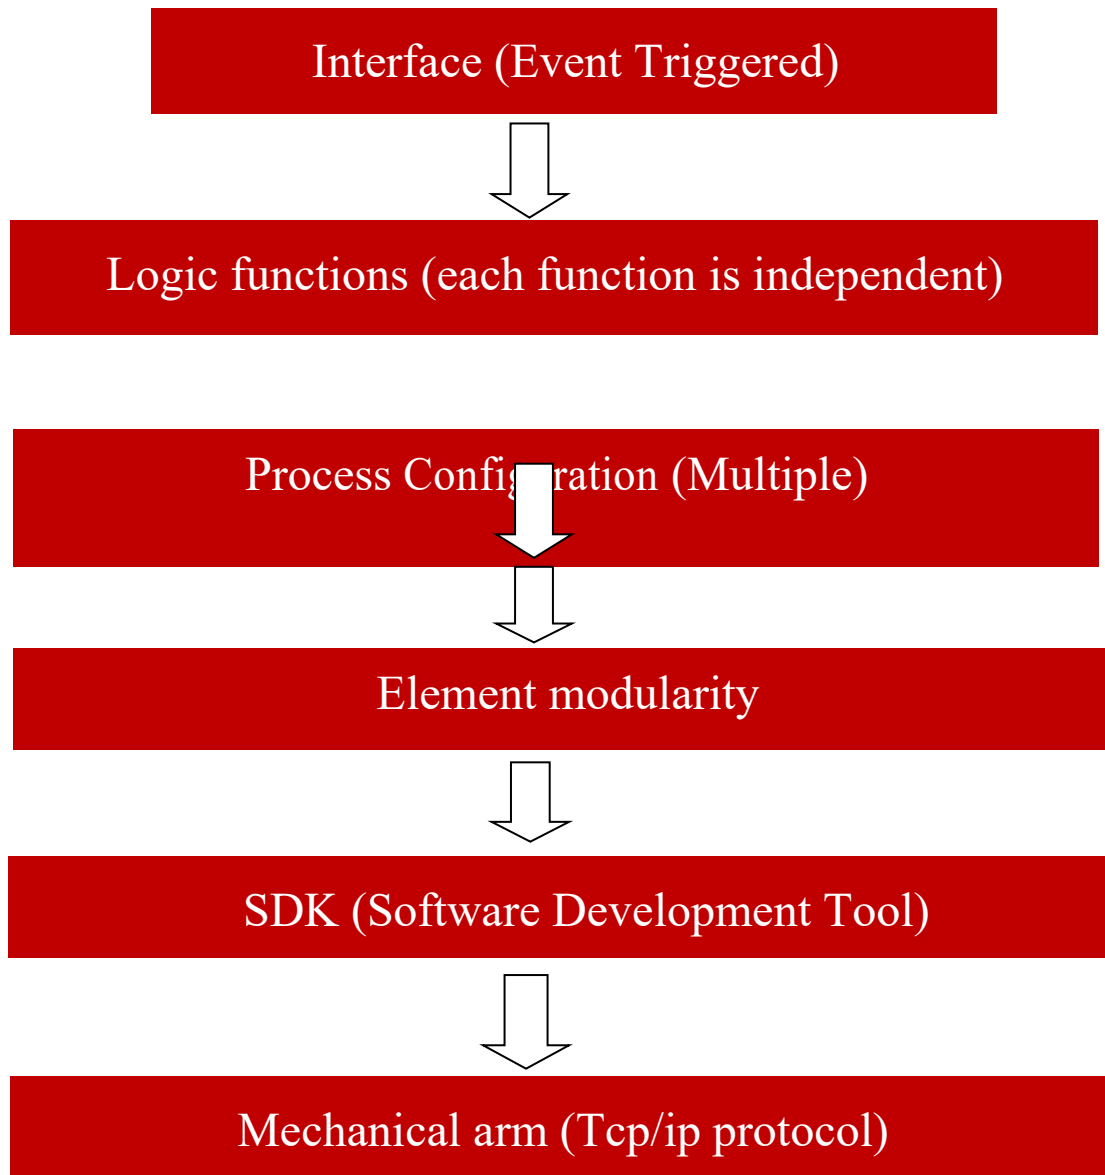 Interface (Event Triggered)
Logic functions (each function is independent)
Process Configuration (Multiple)
Element modularity
SDK (Software Development Tool)
Mechanical arm (Tcp/ip protocol)